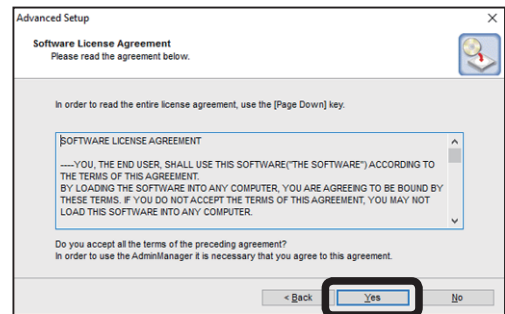 Advanced Setup
Software License Agreement
Please read the agreement below.
In order to read the entire license agreement, use the [Page Down] key.
SOFTWARE LICENSE AGREEMENT
----YOU, THE END USER, SHALL USE THIS SOFTWARE("THE SOFTWARE") ACCORDING TO
THE TERMS OF THIS AGREEMENT.
BY LOADING THE SOFTWARE INTO ANY COMPUTER, YOU ARE AGREEING TO BE BOUND BY
THESE TERMS. IF YOU DO NOT ACCEPT THE TERMS OF THIS AGREEMENT, YOU MAY NOT
LOAD THIS SOFTWARE INTO ANY COMPUTER.
Do you accept all the terms of the preceding agreement?
In order to use the AdminManager it is necessary that you agree to this agreement.
< Back
Yes
No